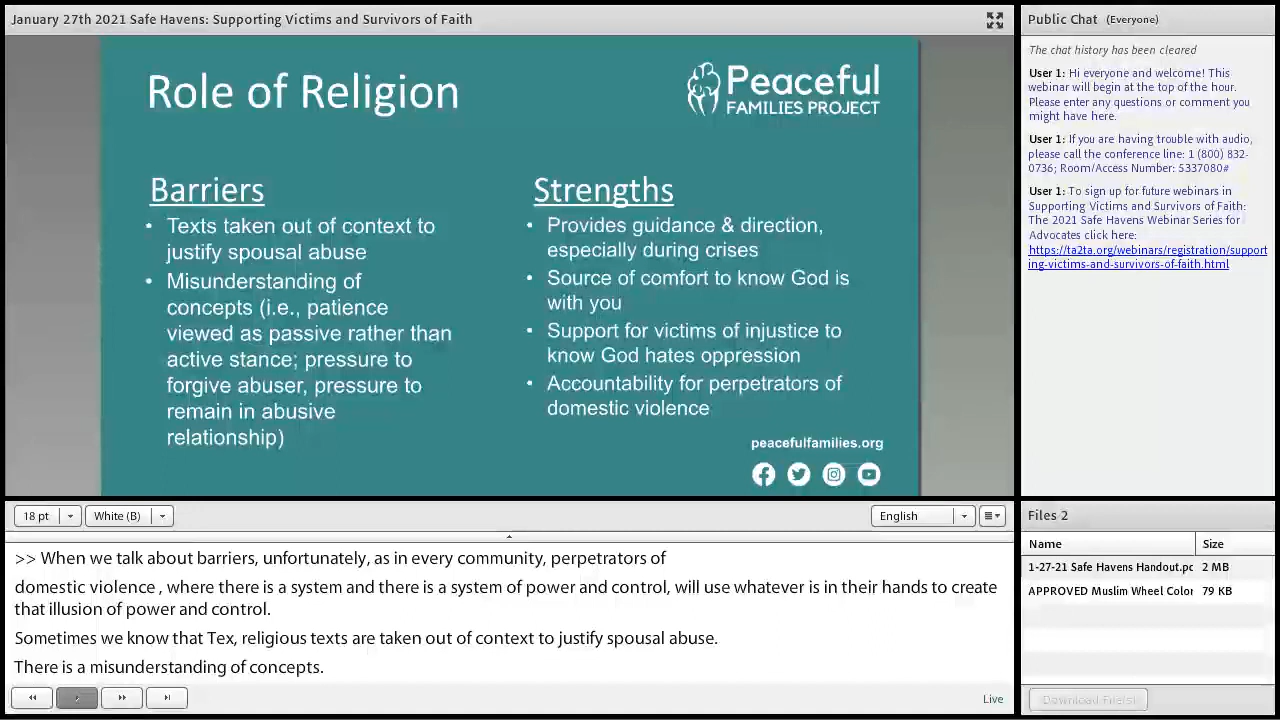 January 27th 2021 Safe Havens: Supporting Victims and Survivors of Faith
Role of Religion
Peaceful
FAMILIES PROJECT
Barriers
• Texts taken out of context to
justify spousal abuse
• Misunderstanding of
concepts (i.e., patience
viewed as passive rather than
active stance; pressure to
forgive abuser, pressure to
remain in abusive
relationship)
Strengths
• Provides guidance & direction,
especially during crises
• Source of comfort to know God is
with you
• Support for victims of injustice to
know God hates oppression
• Accountability for perpetrators of
domestic violence
peacefulfamilies.org
18 pt
White (B)
English
>> When we talk about barriers, unfortunately, as in every community, perpetrators of
domestic violence , where there is a system and there is a system of power and control, will use whatever is in their hands to create
that illusion of power and control.
Sometimes we know that Tex, religious texts are taken out of context to justify spousal abuse.
There is a misunderstanding of concepts.
Live
Public Chat (Everyone)
The chat history has been cleared
User 1: Hi everyone and welcome! This
webinar will begin at the top of the hour.
Please enter any questions or comment you
might have here.
User 1: If you are having trouble with audio,
please call the conference line: 1 (800) 832-
0736; Room/Access Number: 5337080#
User 1: To sign up for future webinars in
Supporting Victims and Survivors of Faith:
The 2021 Safe Havens Webinar Series for
Advocates click here:
https://ta2ta.org/webinars/registration/support
ing-victims-and-survivors-of-faith.html
Files 2
Name Size
1-27-21 Safe Havens Handout.pc 2 MB
APPROVED Muslim Wheel Color 79 KB
Download File(s)